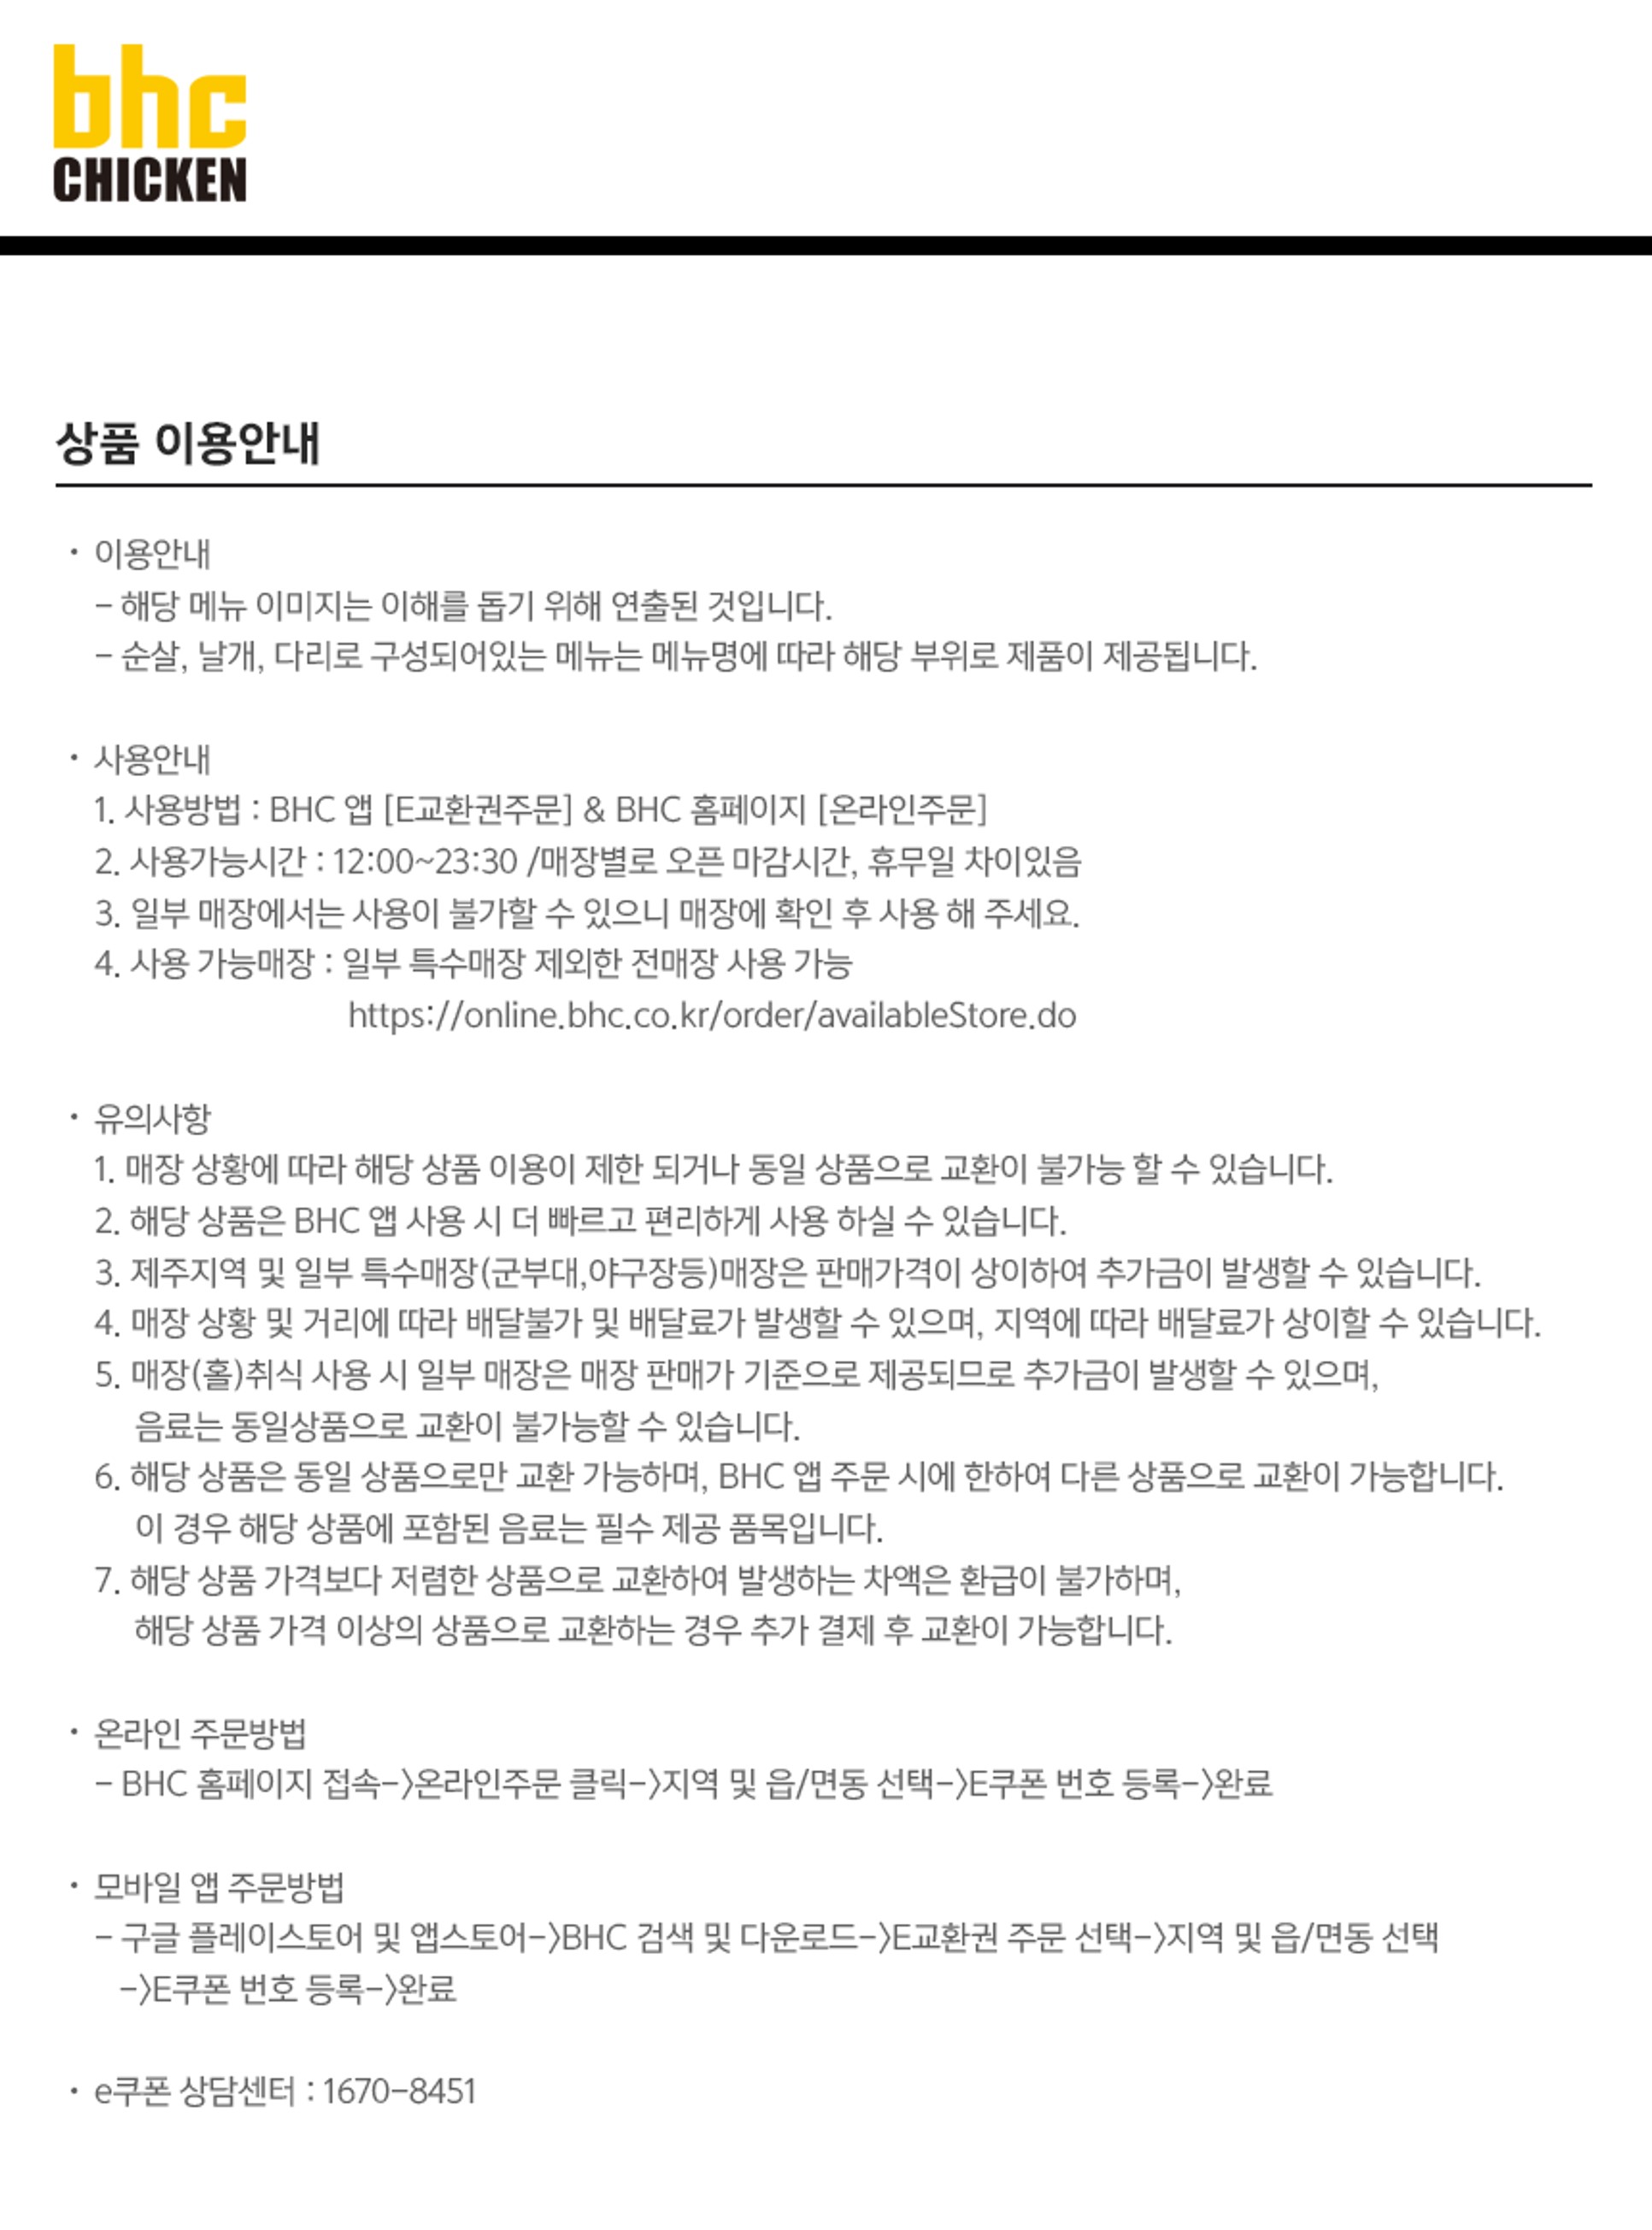 bhc
CHICKEN
상품 이용안내
• 이용안내
- 해당 메뉴 이미지는 이해를 돕기 위해 연출된 것입니다.
- 순살, 날개, 다리로 구성되어있는 메뉴는 메뉴명에 따라 해당 부위로 제품이 제공됩니다.
• 사용안내
1. 사용방법 : BHC 앱 [E교환권주문] & BHC 홈페이지 [온라인주문]
2. 사용가능시간 : 12:00~23:30 /매장별로 오픈 마감시간, 휴무일 차이있음
3. 일부 매장에서는 사용이 불가할 수 있으니 매장에 확인 후 사용 해 주세요.
4. 사용 가능매장 : 일부 특수매장 제외한 전매장 사용 가능
https://online.bhc.co.kr/order/availableStore.do
• 유의사항
1. 매장 상황에 따라 해당 상품 이용이 제한 되거나 동일 상품으로 교환이 불가능 할 수 있습니다.
2. 해당 상품은 BHC 앱 사용 시 더 빠르고 편리하게 사용 하실 수 있습니다.
3. 제주지역 및 일부 특수매장(군부대,야구장등)매장은 판매가격이 상이하여 추가금이 발생할 수 있습니다.
4. 매장 상황 및 거리에 따라 배달불가 및 배달료가 발생할 수 있으며, 지역에 따라 배달료가 상이할 수 있습니다.
5. 매장(홀)취식 사용 시 일부 매장은 매장 판매가 기준으로 제공되므로 추가금이 발생할 수 있으며,
음료는 동일상품으로 교환이 불가능할 수 있습니다.
6. 해당 상품은 동일 상품으로만 교환 가능하며, BHC 앱 주문 시에 한하여 다른 상품으로 교환이 가능합니다.
이 경우 해당 상품에 포함된 음료는 필수 제공 품목입니다.
7. 해당 상품 가격보다 저렴한 상품으로 교환하여 발생하는 차액은 환급이 불가하며,
해당 상품 가격 이상의 상품으로 교환하는 경우 추가 결제 후 교환이 가능합니다.
• 온라인 주문방법
- BHC 홈페이지 접속->온라인주문 클릭->지역 및 읍/면동 선택->E쿠폰 번호 등록->완료
• 모바일 앱 주문방법
- 구글 플레이스토어 및 앱스토어->BHC 검색 및 다운로드->E교환권 주문 선택->지역 및 읍/면동 선택
->E쿠폰 번호 등록->완료
• e쿠폰 상담센터 : 1670-8451